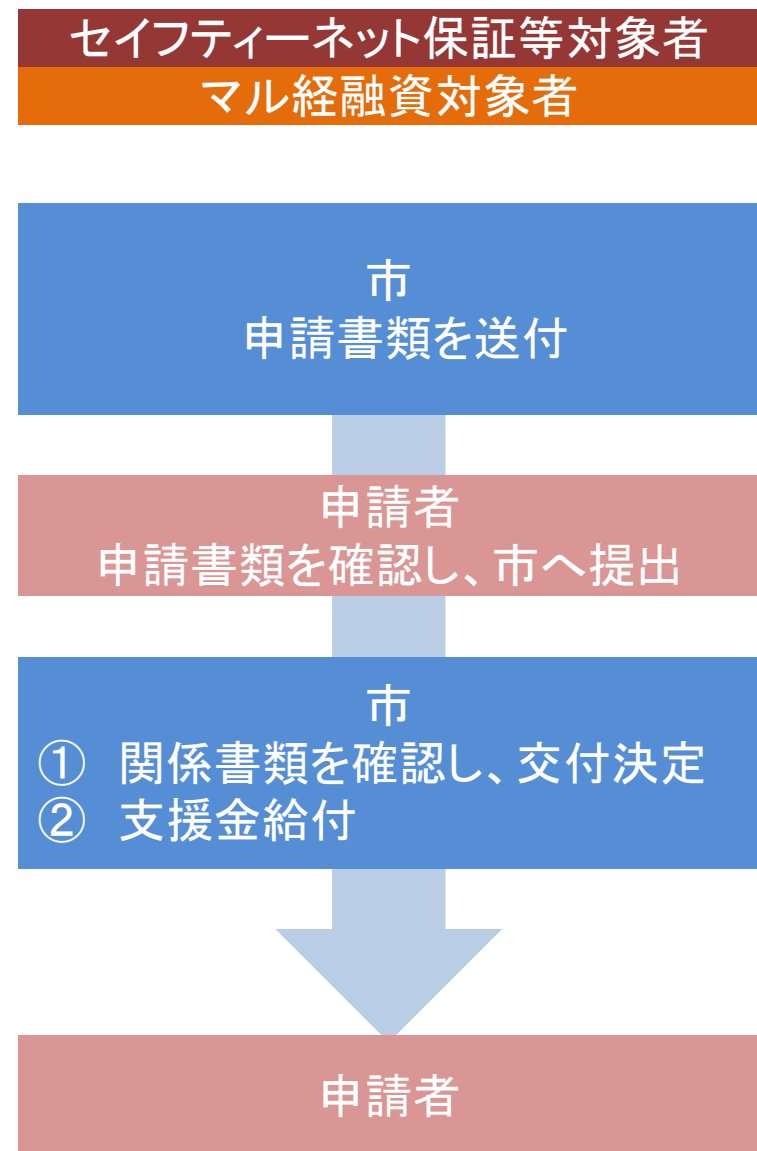 セイフティーネット保証等対象者
マル経融資対象者
市
申請書類を送付
申請者
申請書類を確認し、市へ提出
市
①　関係書類を確認し、交付決定
②　支援金給付
申請者